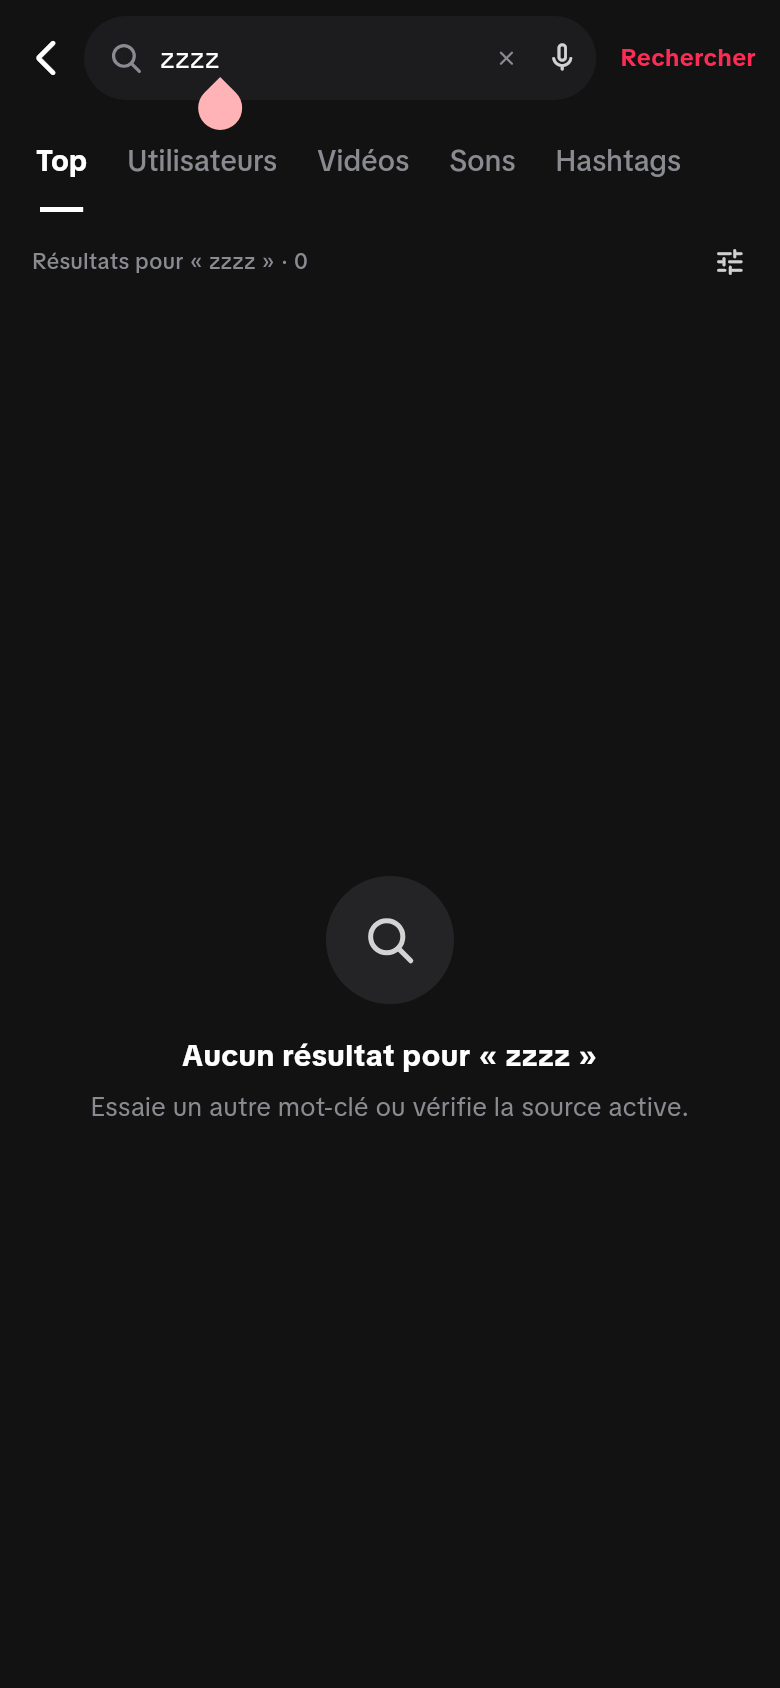 zzzz
Rechercher
Top Utilisateurs Vidéos Sons Hashtags
Résultats pour « zzzz » · 0
Aucun résultat pour « zzzz »
Essaie un autre mot-clé ou vérifie la source active.